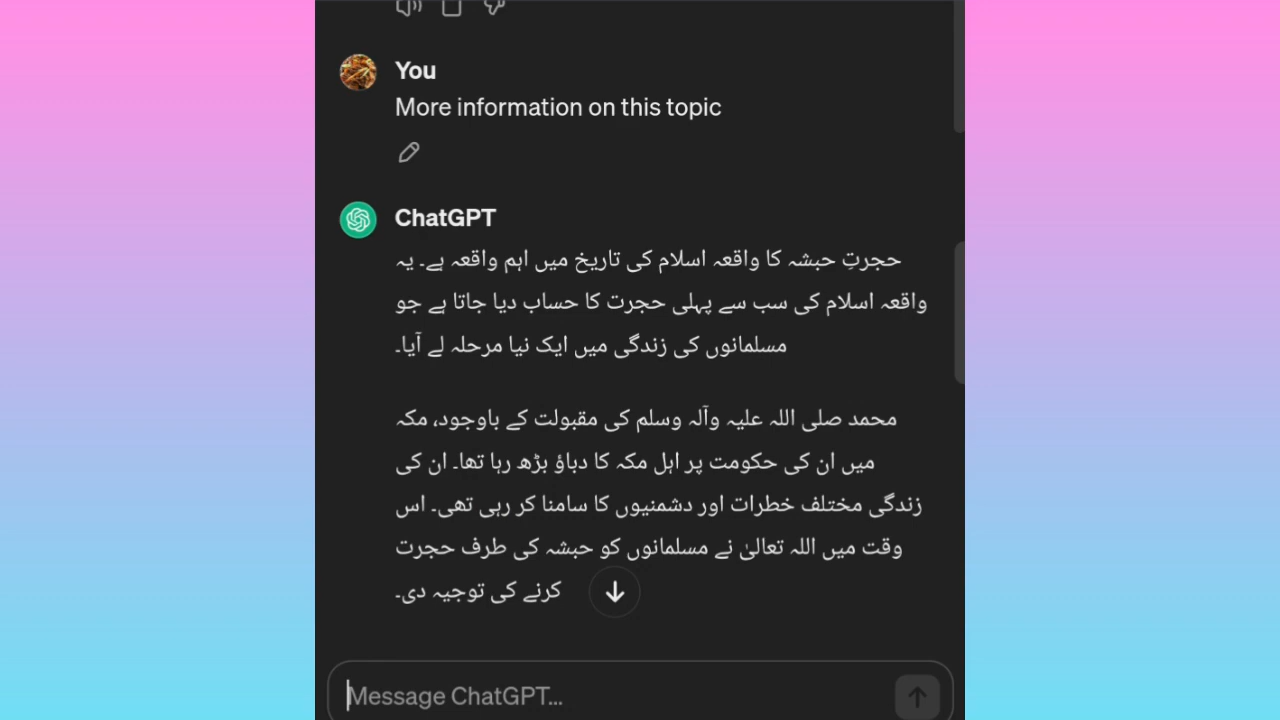 You
More information on this topic
ChatGPT
حجرتِ حبشہ کا واقعہ اسلام کی تاریخ میں اہم واقعہ ہے۔ یہ
واقعہ اسلام کی سب سے پہلی حجرت کا حساب دیا جاتا ہے جو
مسلمانوں کی زندگی میں ایک نیا مرحلہ لے آیا۔
محمد صلی اللہ علیہ وآلہ وسلم کی مقبولت کے باوجود، مکہ
میں ان کی حکومت پر اہل مکہ کا دباؤ بڑھ رہا تھا۔ ان کی
زندگی مختلف خطرات اور دشمنیوں کا سامنا کر رہی تھی۔ اس
وقت میں اللہ تعالیٰ نے مسلمانوں کو حبشہ کی طرف حجرت
کرنے کی توجیہ دی۔
Message ChatGPT...